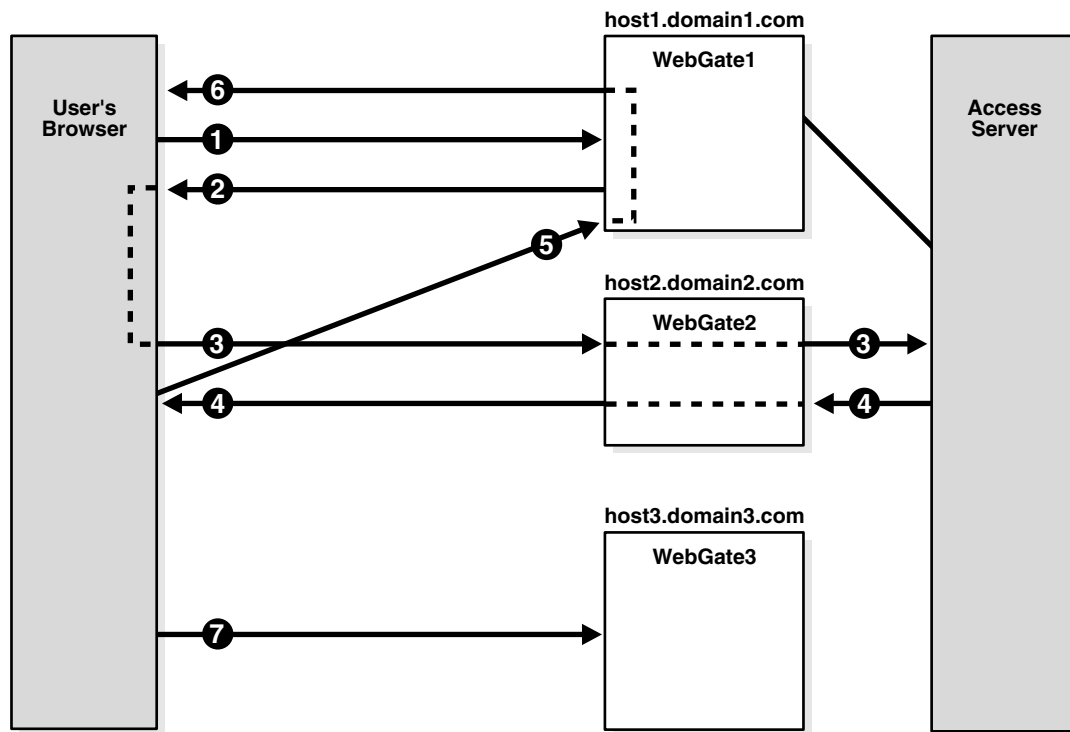 host1.domain1.com
WebGate1
User's
Browser
Access
Server
6
1
2
5
host2.domain2.com
WebGate2
3
3
4
4
host3.domain3.com
WebGate3
7